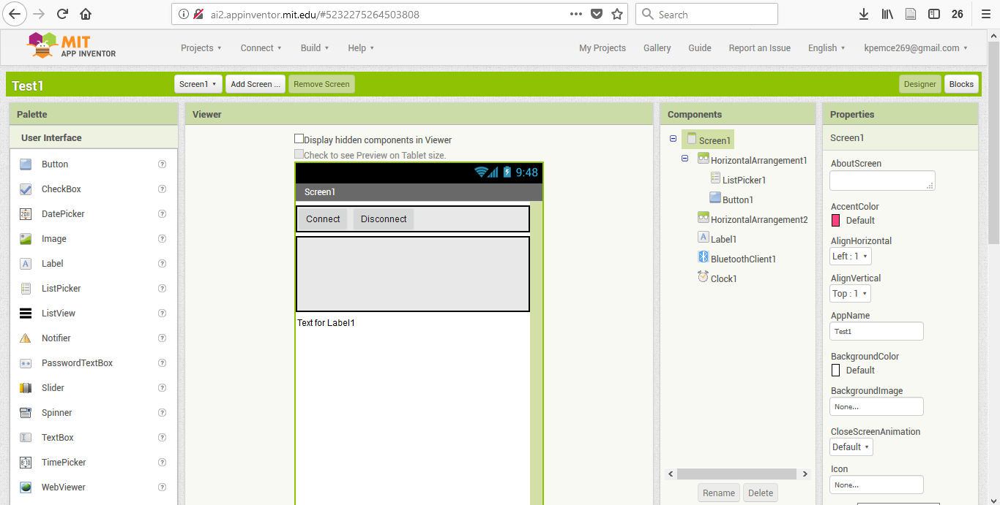 ai2.appinventor.mit.edu/#5232275264503808
Search
26
MIT
APP INVENTOR
Projects
Connect
Build
Help
My Projects
Gallery
Guide
Report an Issue
English
kpemce269@gmail.com
Test1
Screen1
Add Screen ...
Remove Screen
Designer
Blocks
Palette
User Interface
Button
CheckBox
DatePicker
Image
Label
ListPicker
ListView
Notifier
PasswordTextBox
Slider
Spinner
TextBox
TimePicker
WebViewer
Viewer
Display hidden components in Viewer
Check to see Preview on Tablet size.
9:48
Screen1
Connect
Disconnect
Text for Label1
Components
Screen1
HorizontalArrangement1
ListPicker1
Button1
HorizontalArrangement2
Label1
BluetoothClient1
Clock1
Rename
Delete
Properties
Screen1
AboutScreen
AccentColor
Default
AlignHorizontal
Left : 1
AlignVertical
Top : 1
AppName
Test1
BackgroundColor
Default
BackgroundImage
None...
CloseScreenAnimation
Default
Icon
None...